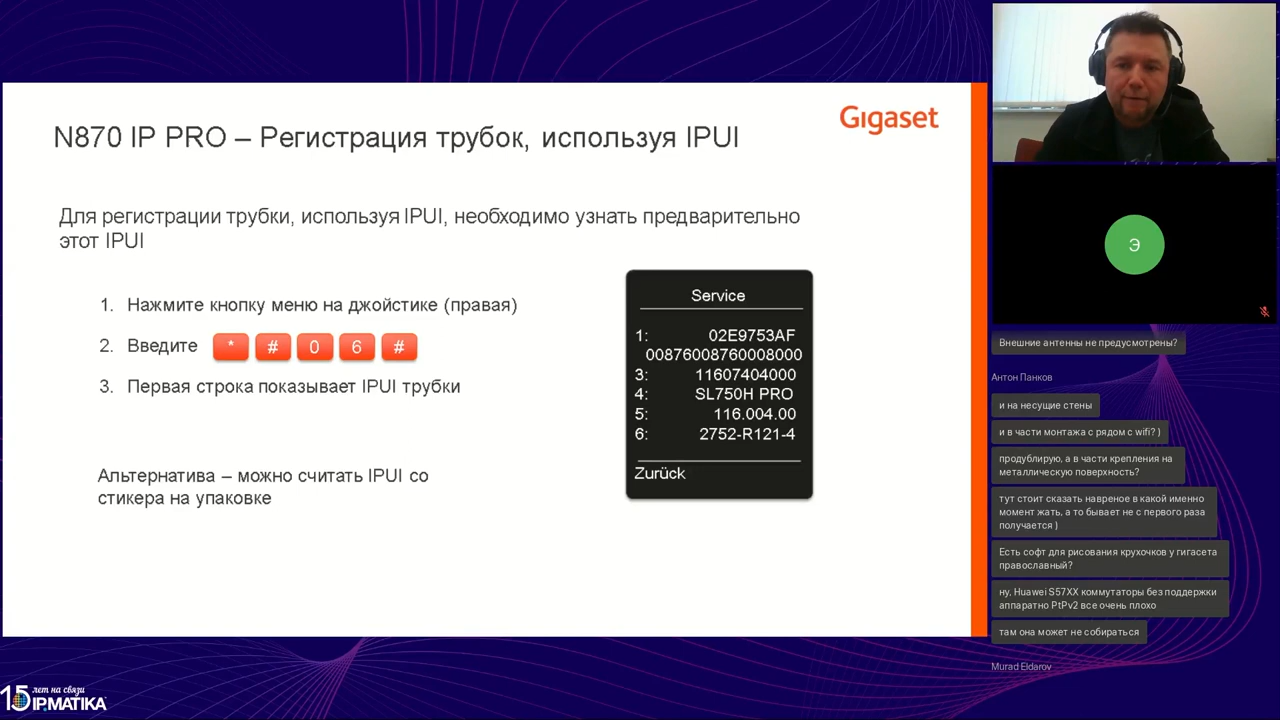 N870 IP PRO – Регистрация трубок, используя IPUI
Gigaset
Для регистрации трубки, используя IPUI, необходимо узнать предварительно
этот IPUI
1. Нажмите кнопку меню на джойстике (правая)
2. Введите * # 0 6 #
3. Первая строка показывает IPUI трубки
Альтернатива – можно считать IPUI со
стикера на упаковке
Service
1: 02E9753AF
00876008760008000
3: 11607404000
4: SL750H PRO
5: 116.004.00
6: 2752-R121-4
Zurück
Э
Внешние антенны не предусмотрены?
Антон Панков
и на несущие стены
и в части монтажа с рядом с wifi? )
продублирую, а в части крепления на
металлическую поверхность?
тут стоит сказать навреное в какой именно
момент жать, а то бывает не с первого раза
получается )
Есть софт для рисования крухочков у гигасета
православный?
ну, Huawei S57XX коммутаторы без поддержки
аппаратно PtPv2 все очень плохо
там она может не собираться
Murad Eldarov
15 лет на связи
IPMATIKA